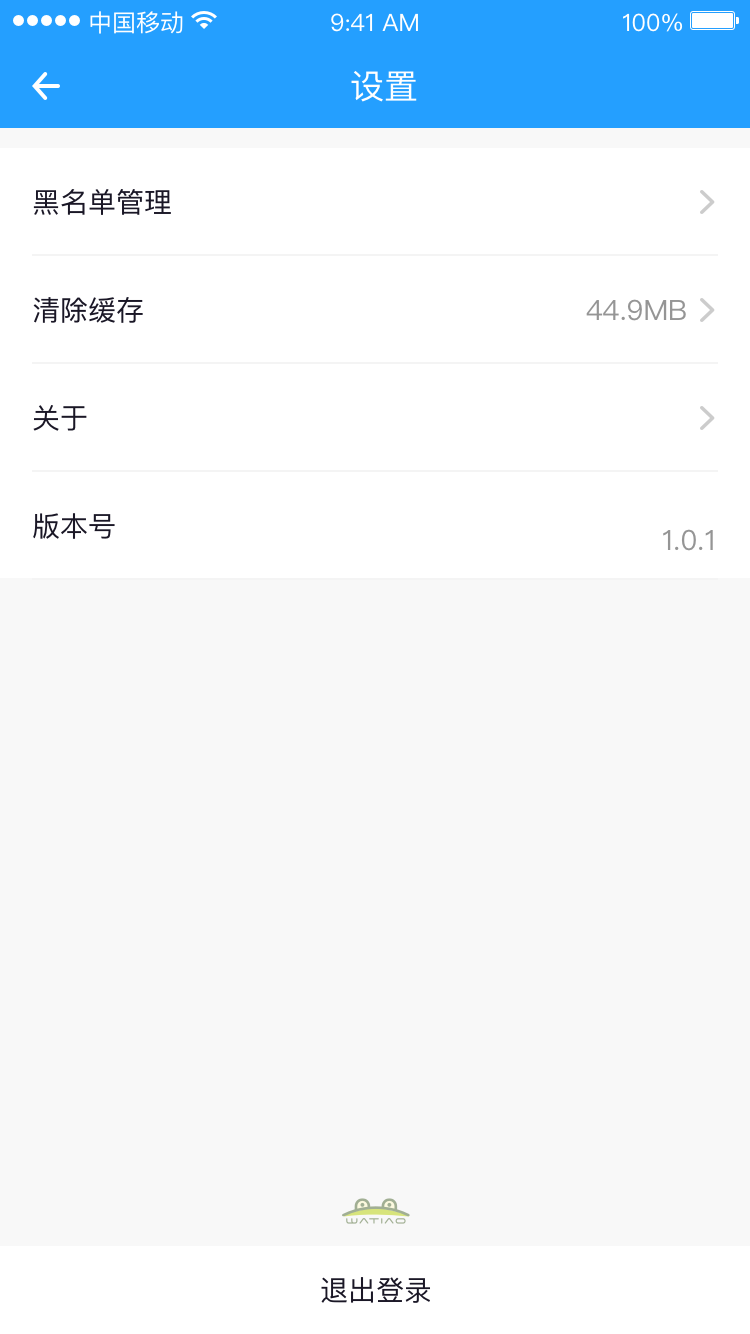 中国移动
9:41 AM
100%
设置
黑名单管理
清除缓存
44.9MB
关于
版本号
1.0.1
WATIAO
退出登录